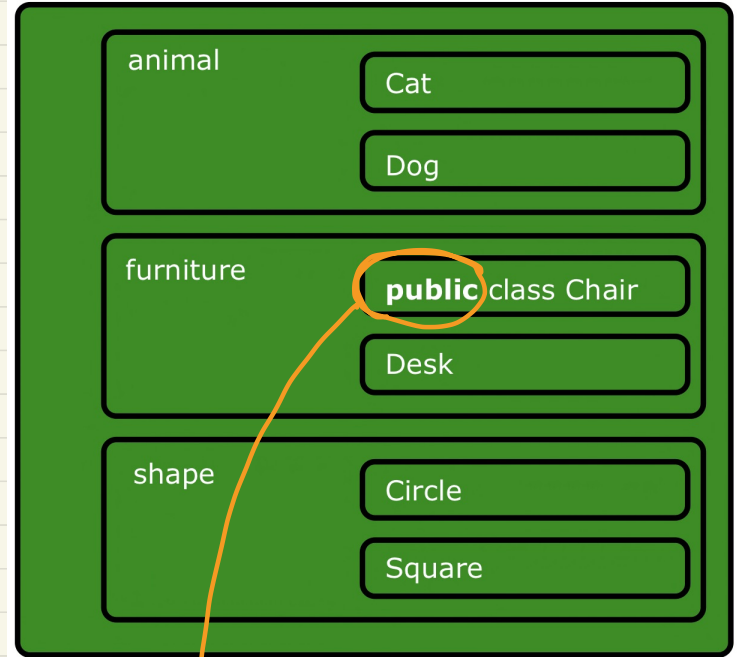 animal
Cat
Dog
furniture
public class Chair
Desk
shape
Circle
Square